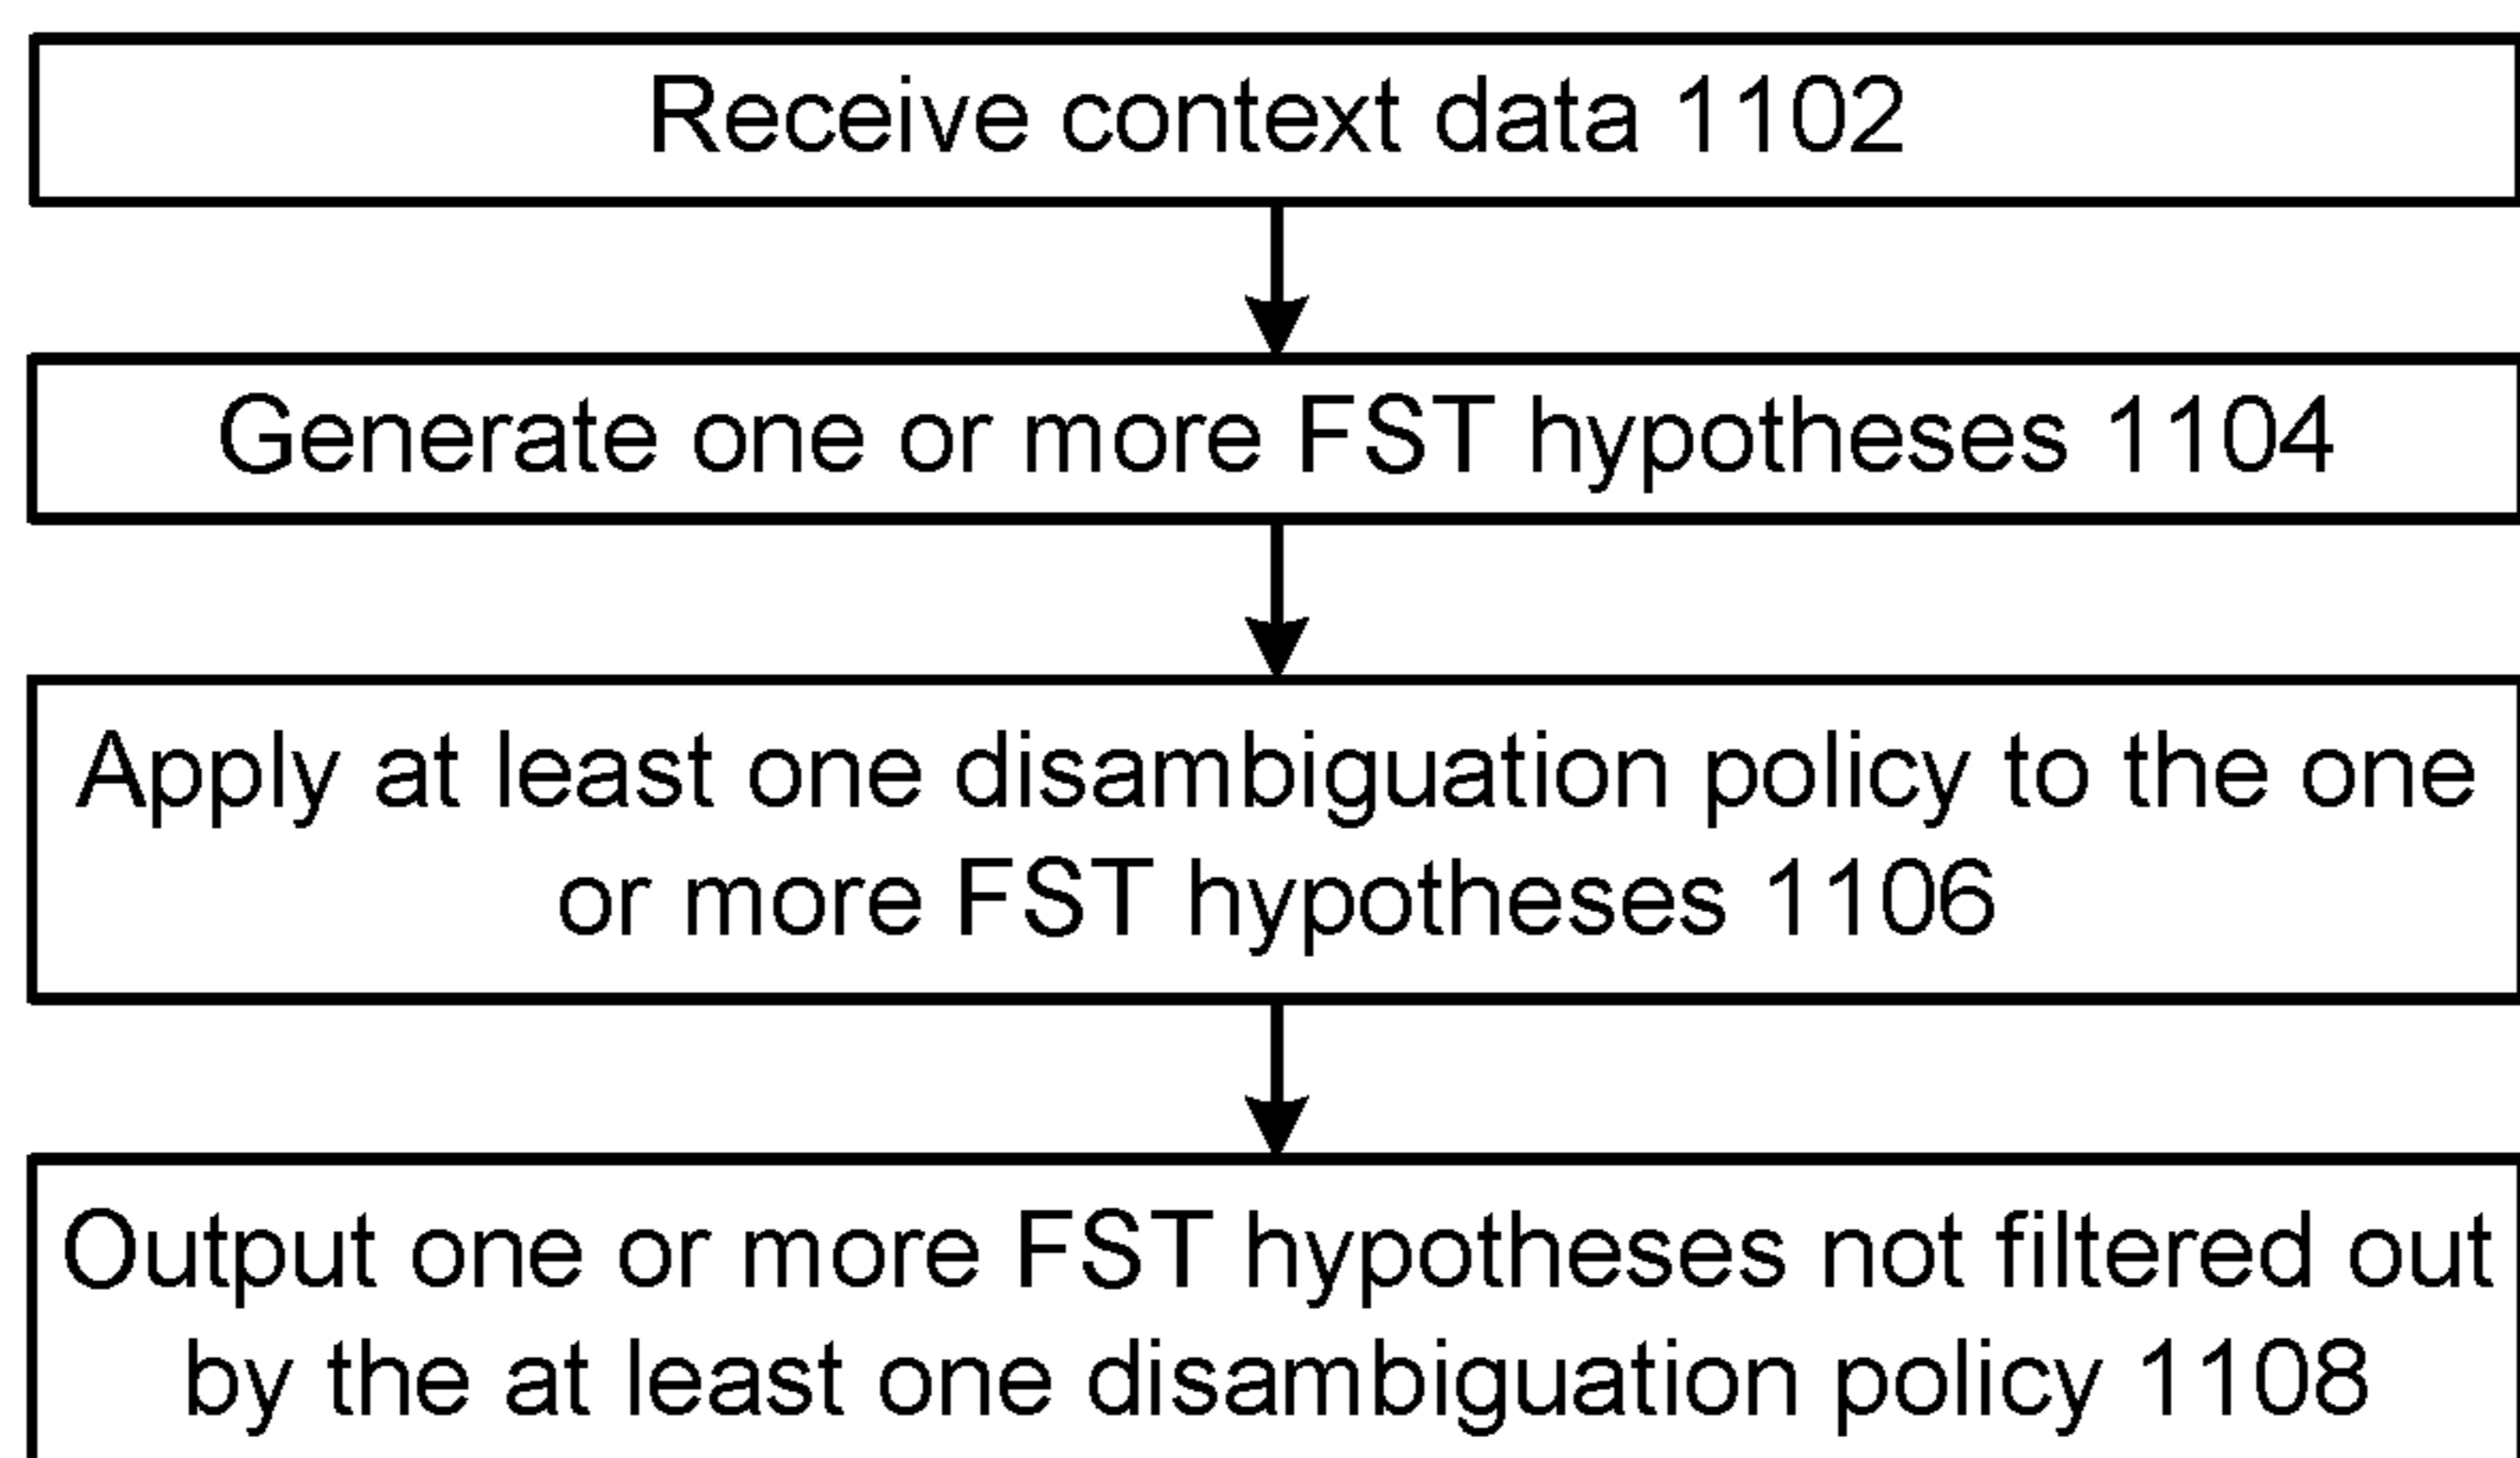 Receive context data 1102
Generate one or more FST hypotheses 1104
Apply at least one disambiguation policy to the one
or more FST hypotheses 1106
Output one or more FST hypotheses not filtered out
by the at least one disambiguation policy 1108